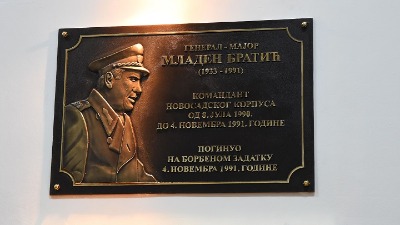 ГЕНЕРАЛ - МАЈОР
МЛАДЕН БРАТИЋ
(1933 - 1991)
КОМАНДАНТ
НОВОСАДСКОГ КОРПУСА
ОД 8. ЈУЛА 1990.
ДО 4. НОВЕМБРА 1991. ГОДИНЕ
ПОГИНУО
НА БОРБЕНОМ ЗАДАТКУ
4. НОВЕМБРА 1991. ГОДИНЕ